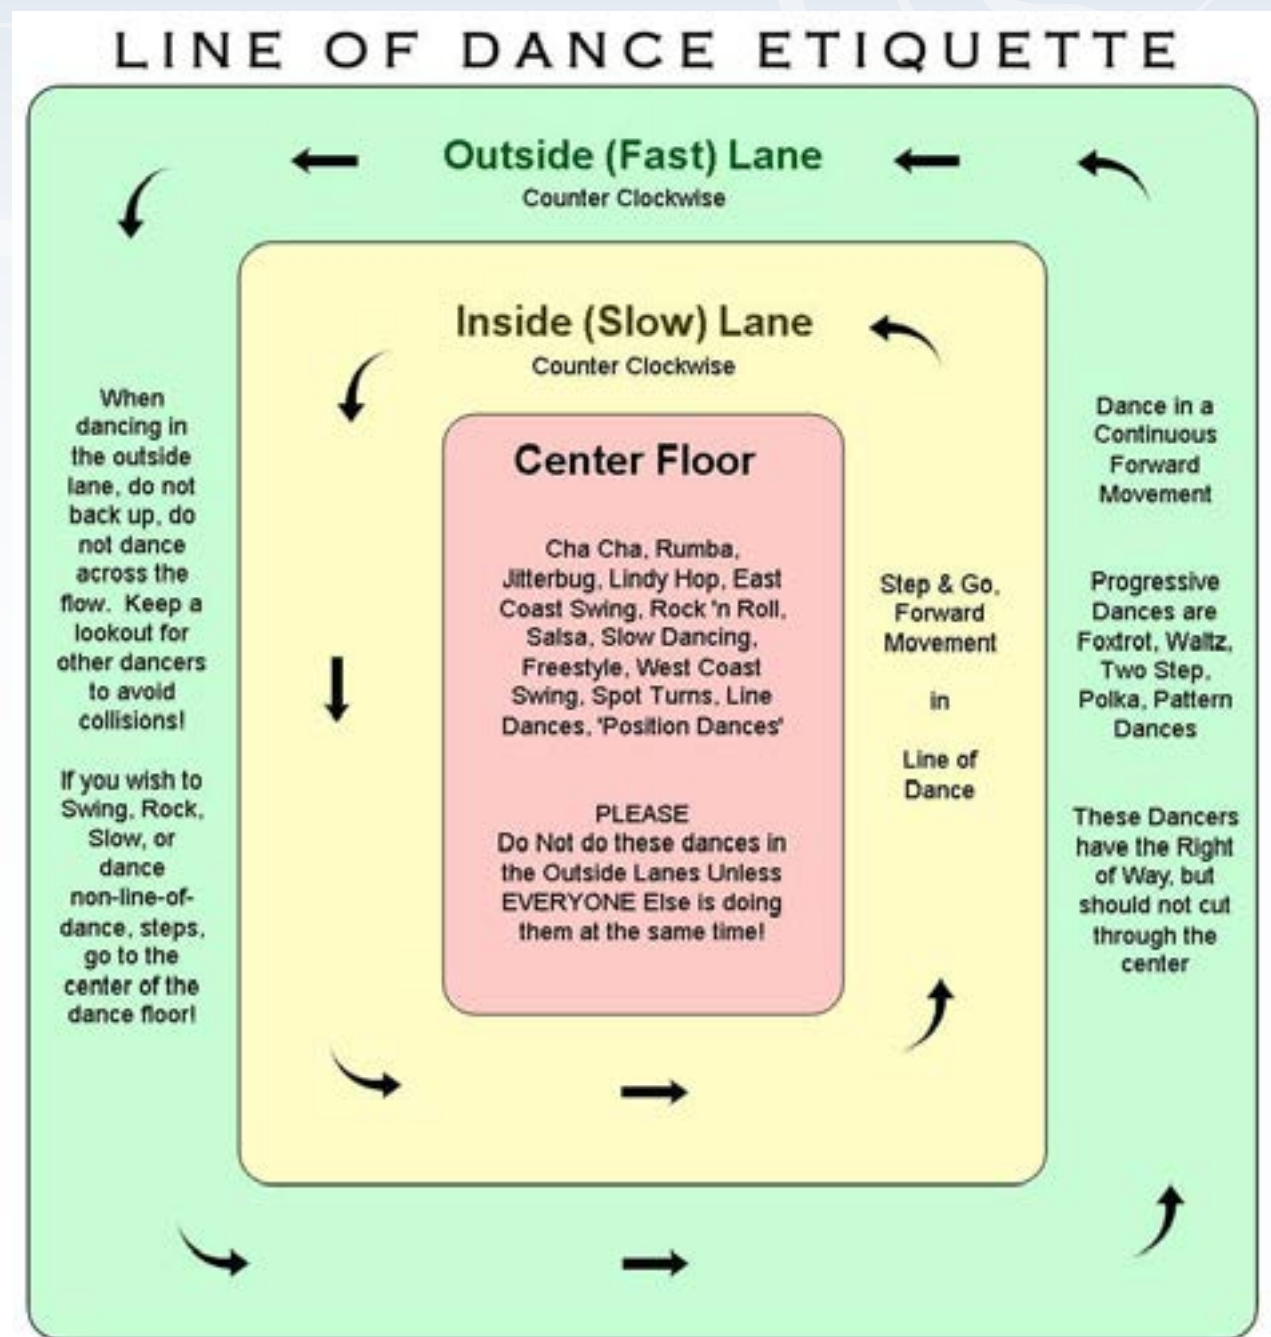 LINE OF DANCE ETIQUETTE
Outside (Fast) Lane
Counter Clockwise
Inside (Slow) Lane
Counter Clockwise
When
dancing in
the outside
lane, do not
back up, do
not dance
across the
flow. Keep a
lookout for
other dancers
to avoid
collisions!
If you wish to
Swing, Rock,
Slow, or
dance
non-line-of-
dance, steps,
go to the
center of the
dance floor!
Center Floor
Cha Cha, Rumba,
Jitterbug, Lindy Hop, East
Coast Swing, Rock 'n Roll,
Salsa, Slow Dancing,
Freestyle, West Coast
Swing, Spot Turns, Line
Dances, 'Position Dances'
PLEASE
Do Not do these dances in
the Outside Lanes Unless
EVERYONE Else is doing
them at the same time!
Step & Go,
Forward
Movement
in
Line of
Dance
Dance in a
Continuous
Forward
Movement
Progressive
Dances are
Foxtrot, Waltz,
Two Step,
Polka, Pattern
Dances
These Dancers
have the Right
of Way, but
should not cut
through the
center